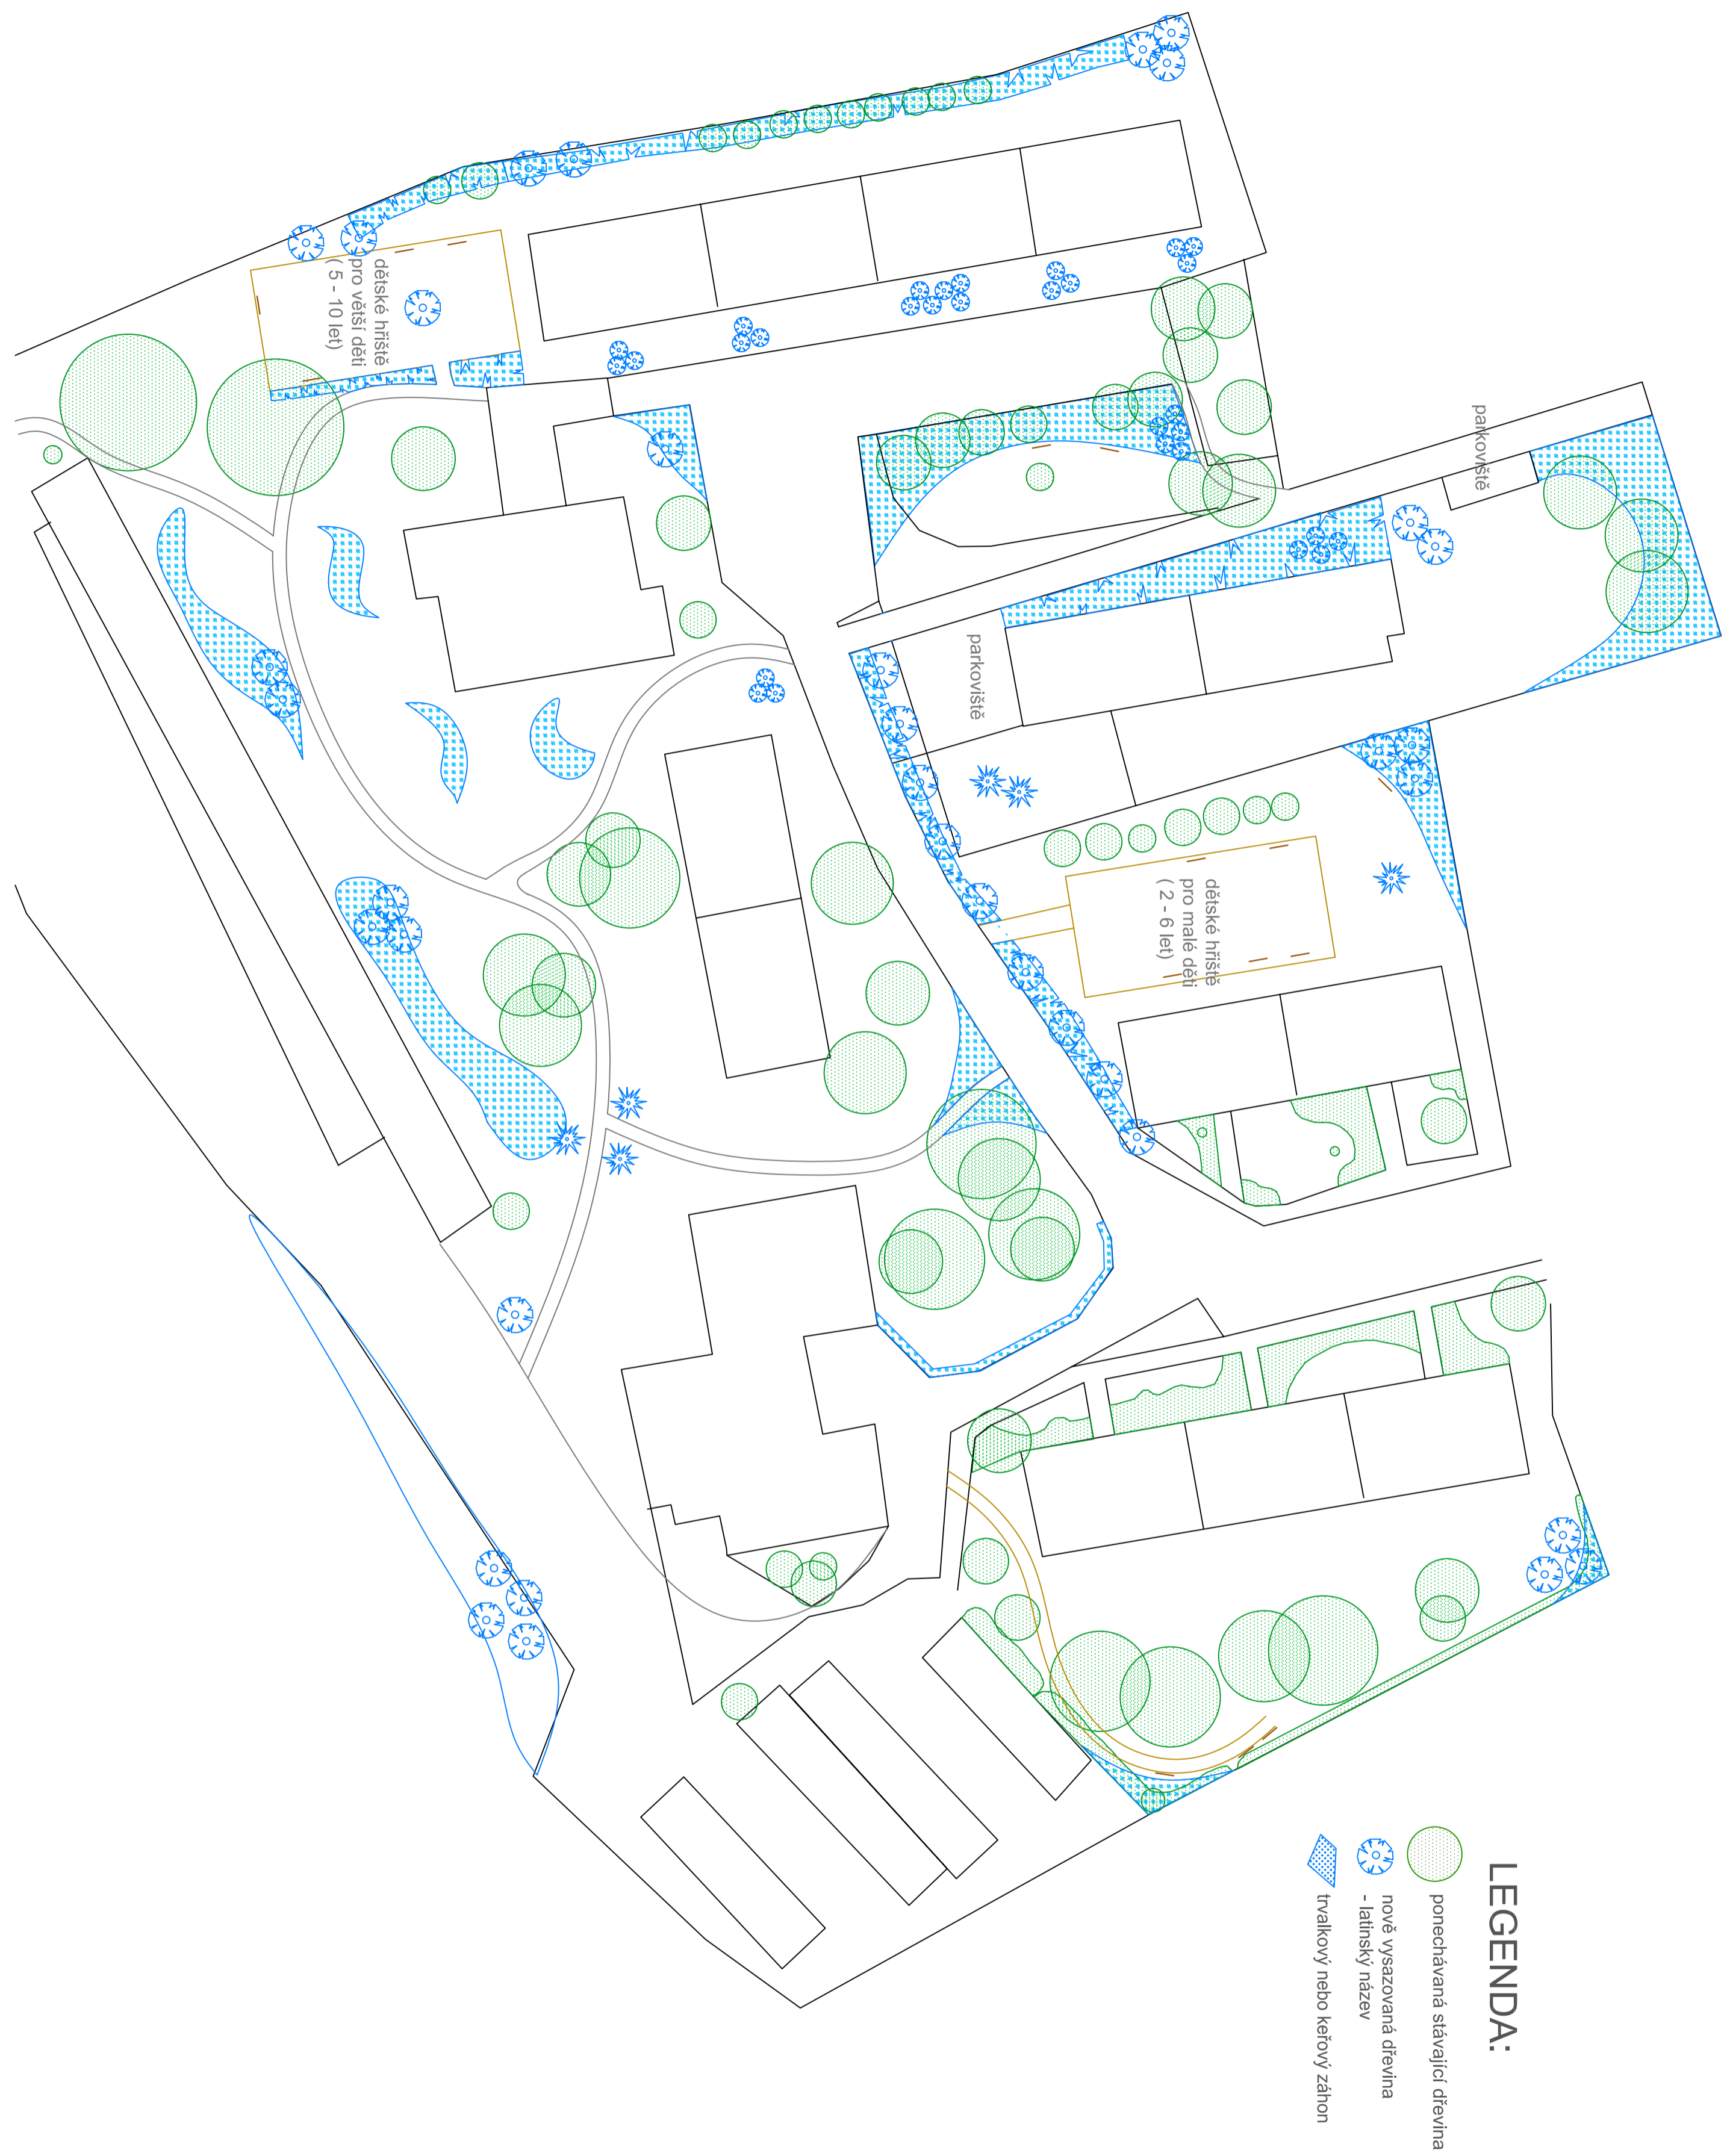 dětské hřiště
pro větší děti
( 5 - 10 let)
parkoviště
parkoviště
dětské hřiště
pro malé děti
( 2 - 6 let)
LEGENDA:
ponechávaná stávající dřevina
nově vysazovaná dřevina
- latinský název
trvalkový nebo keřový záhon